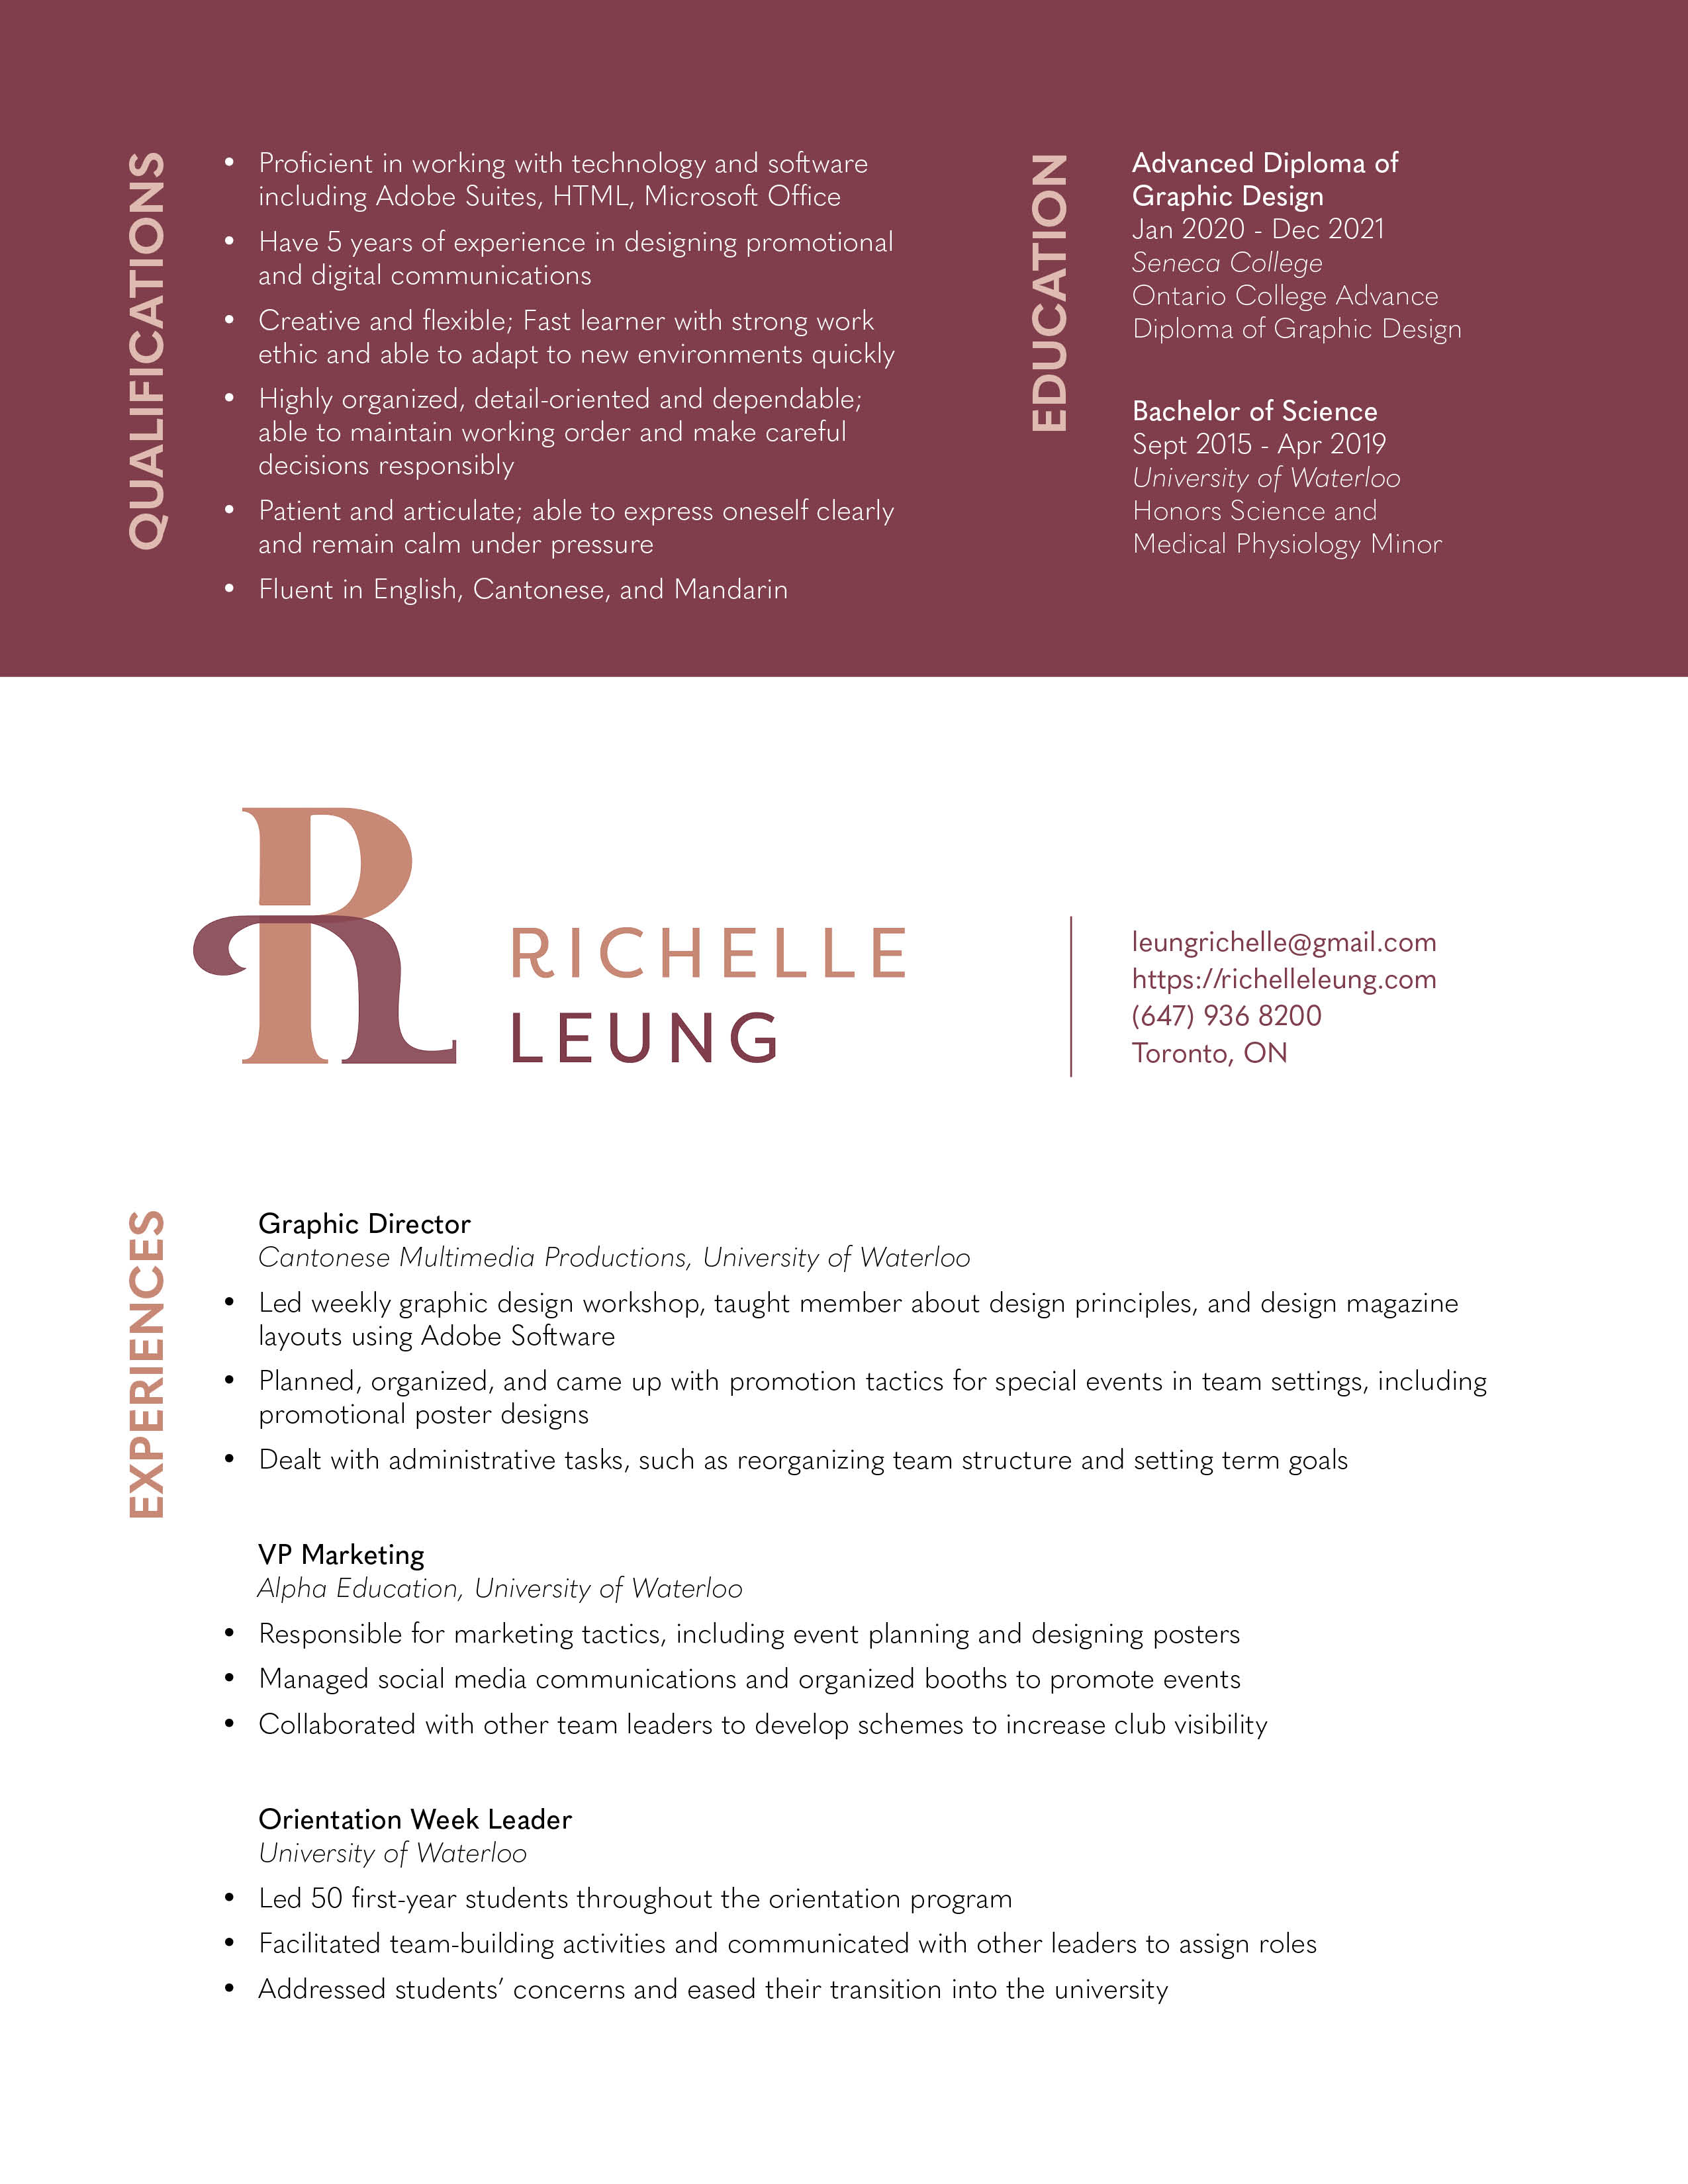 QUALIFICATIONS
• Proficient in working with technology and software
including Adobe Suites, HTML, Microsoft Office
• Have 5 years of experience in designing promotional
and digital communications
• Creative and flexible; Fast learner with strong work
ethic and able to adapt to new environments quickly
• Highly organized, detail-oriented and dependable;
able to maintain working order and make careful
decisions responsibly
• Patient and articulate; able to express oneself clearly
and remain calm under pressure
• Fluent in English, Cantonese, and Mandarin
EDUCATION
Advanced Diploma of
Graphic Design
Jan 2020 - Dec 2021
Seneca College
Ontario College Advance
Diploma of Graphic Design
Bachelor of Science
Sept 2015 - Apr 2019
University of Waterloo
Honors Science and
Medical Physiology Minor
R
RICHELLE
LEUNG
leungrichelle@gmail.com
https://richelleleung.com
(647) 936 8200
Toronto, ON
EXPERIENCES
Graphic Director
Cantonese Multimedia Productions, University of Waterloo
• Led weekly graphic design workshop, taught member about design principles, and design magazine
layouts using Adobe Software
• Planned, organized, and came up with promotion tactics for special events in team settings, including
promotional poster designs
• Dealt with administrative tasks, such as reorganizing team structure and setting term goals
VP Marketing
Alpha Education, University of Waterloo
• Responsible for marketing tactics, including event planning and designing posters
• Managed social media communications and organized booths to promote events
• Collaborated with other team leaders to develop schemes to increase club visibility
Orientation Week Leader
University of Waterloo
• Led 50 first-year students throughout the orientation program
• Facilitated team-building activities and communicated with other leaders to assign roles
• Addressed students’ concerns and eased their transition into the university